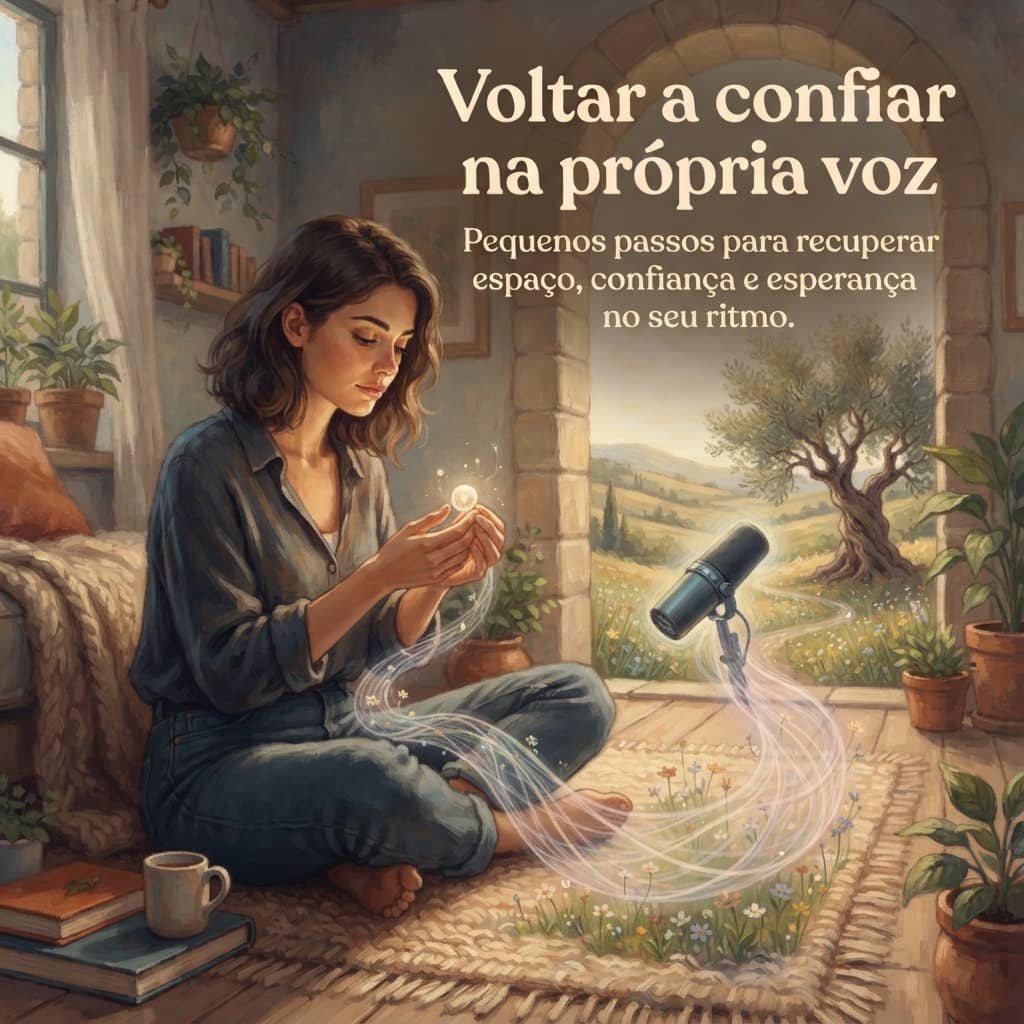 Voltar a confiar
na própria voz
Pequenos passos para recuperar
espaço, confiança e esperança
no seu ritmo.